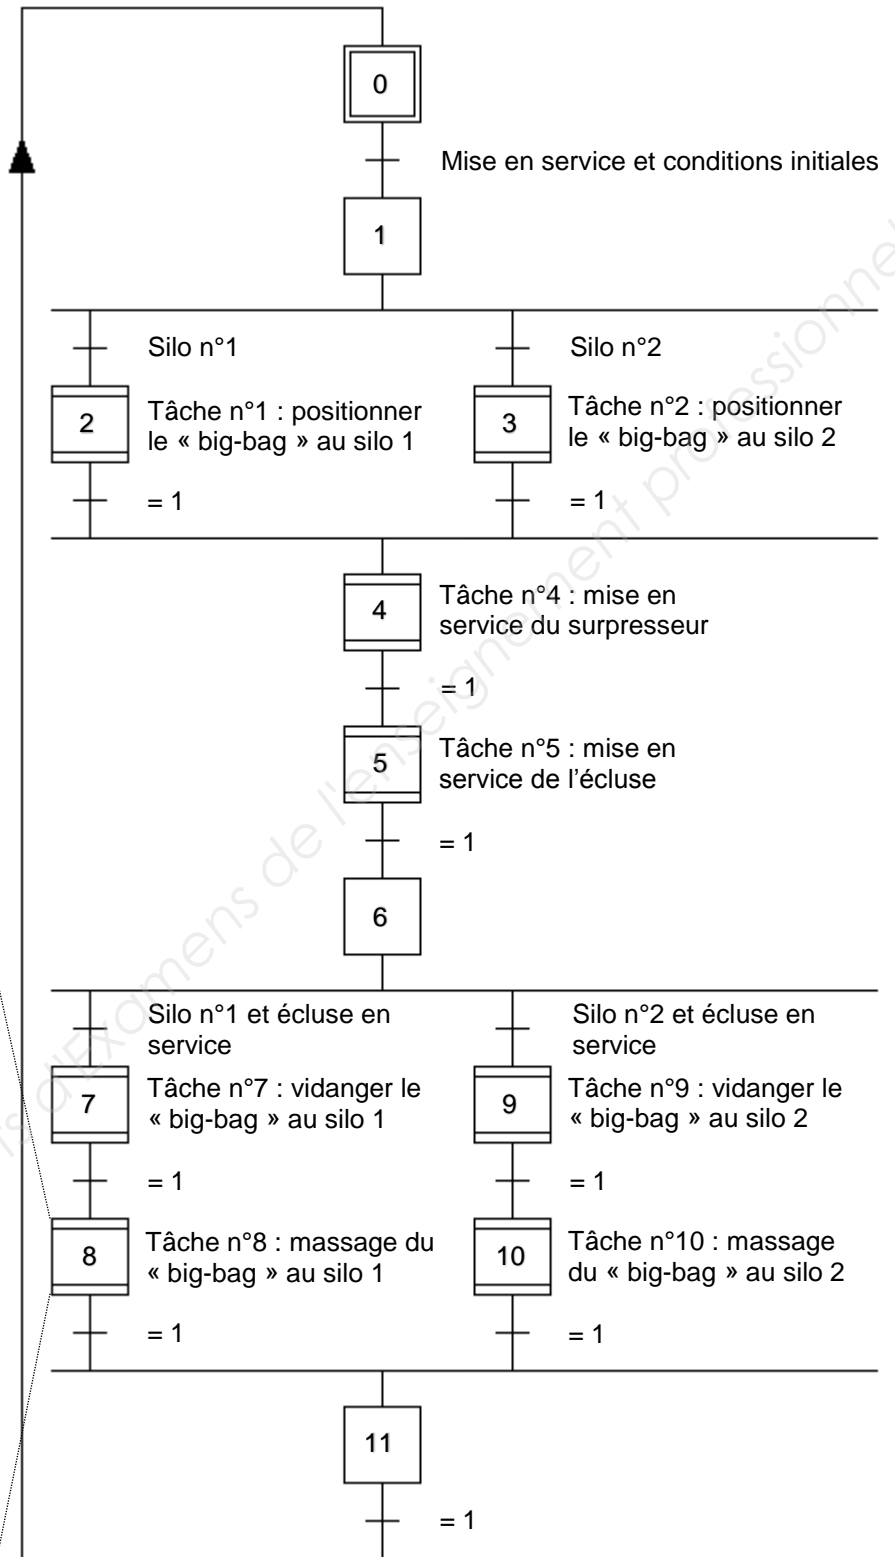 0
Mise en service et conditions initiales
1
Silo n°1
Silo n°2
2
Tâche n°1 : positionner
le « big-bag » au silo 1
3
Tâche n°2 : positionner
le « big-bag » au silo 2
= 1
= 1
4
Tâche n°4 : mise en
service du surpresseur
= 1
5
Tâche n°5 : mise en
service de l'écluse
= 1
6
Silo n°1 et écluse en
service
Silo n°2 et écluse en
service
7
Tâche n°7 : vidanger le
« big-bag » au silo 1
9
Tâche n°9 : vidanger le
« big-bag » au silo 2
= 1
= 1
8
Tâche n°8 : massage du
« big-bag » au silo 1
10
Tâche n°10 : massage
du « big-bag » au silo 2
= 1
= 1
11
= 1
d'Examens de l'enseignement professionnel